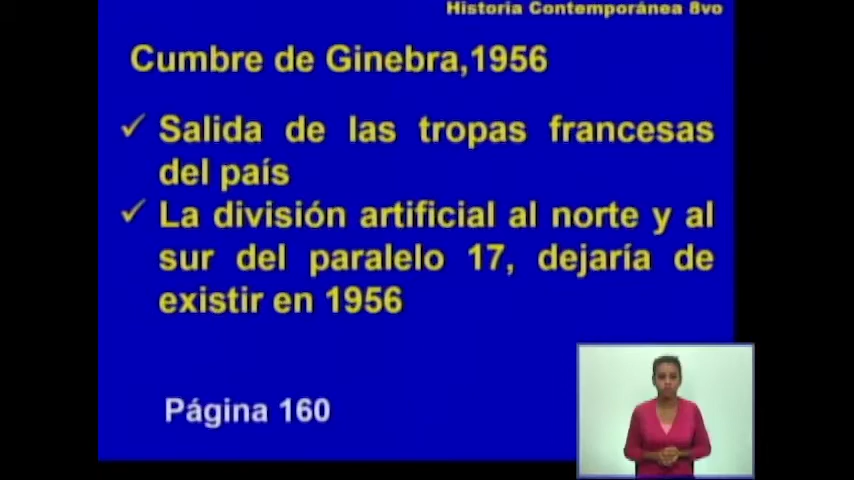 Historia Contemporánea 8vo
Cumbre de Ginebra,1956
✓ Salida de las tropas francesas
del país
✓ La división artificial al norte y al
sur del paralelo 17, dejaría de
existir en 1956
Página 160